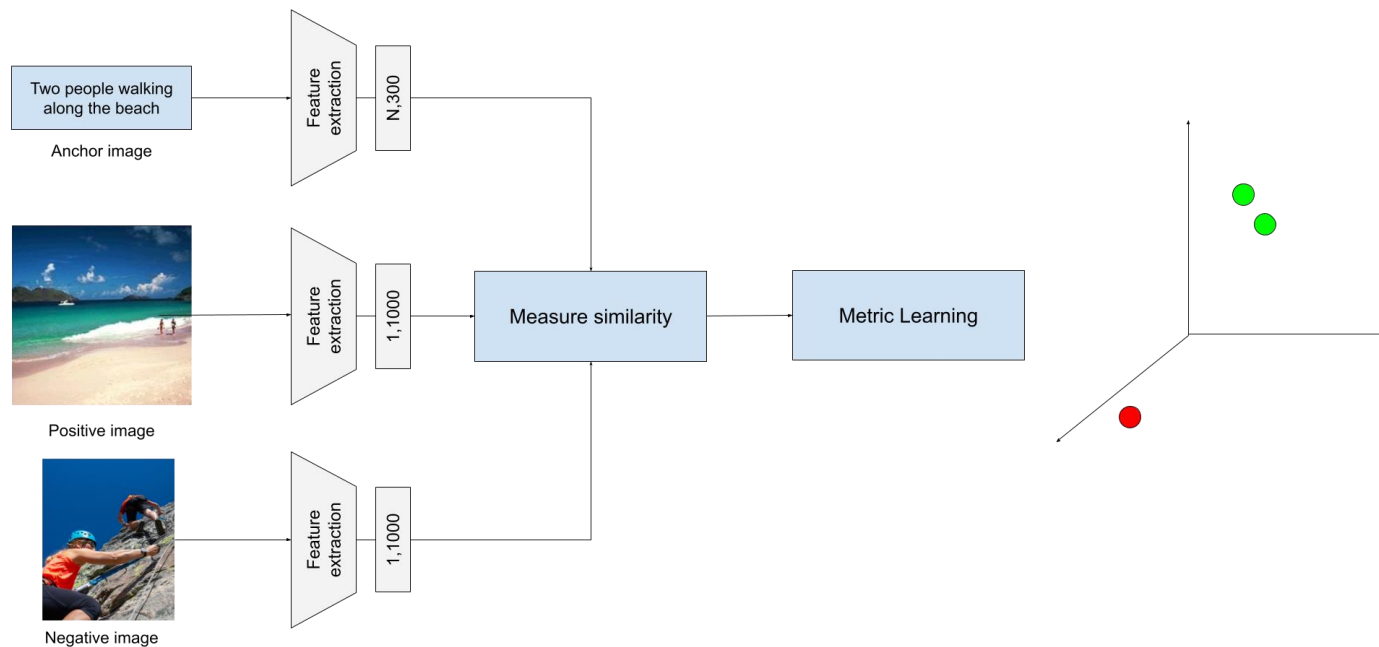 Two people walking
along the beach
Anchor image
Feature
extraction
N,300
Positive image
Feature
extraction
1,1000
Measure similarity
Metric Learning
Negative image
Feature
extraction
1,1000